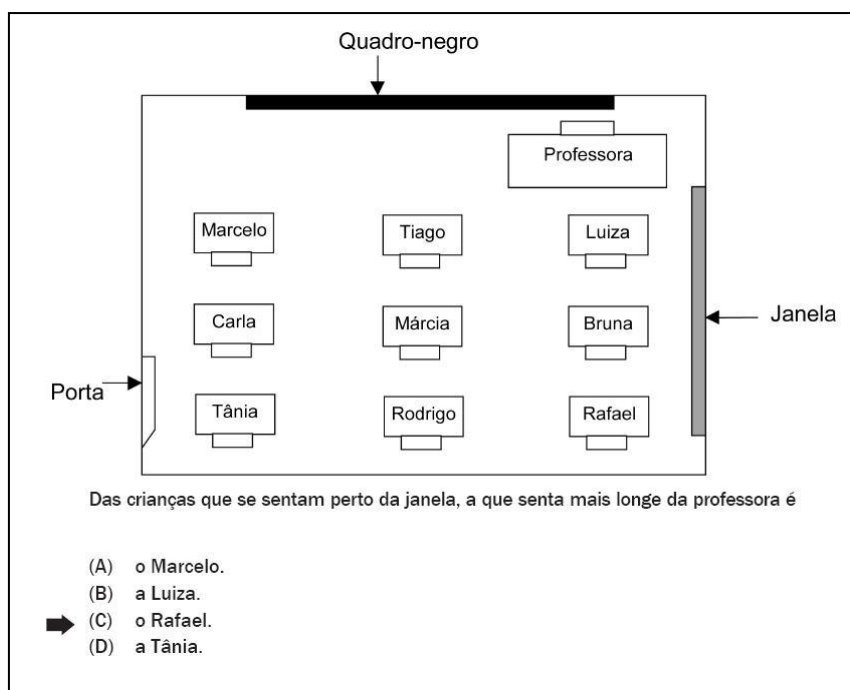 Quadro-negro
Professora
Marcelo
Tiago
Luiza
Carla
Márcia
Bruna
Janela
Porta
Tânia
Rodrigo
Rafael
Das crianças que se sentam perto da janela, a que senta mais longe da professora é
(A) o Marcelo.
(B) a Luiza.
(C) o Rafael.
(D) a Tânia.